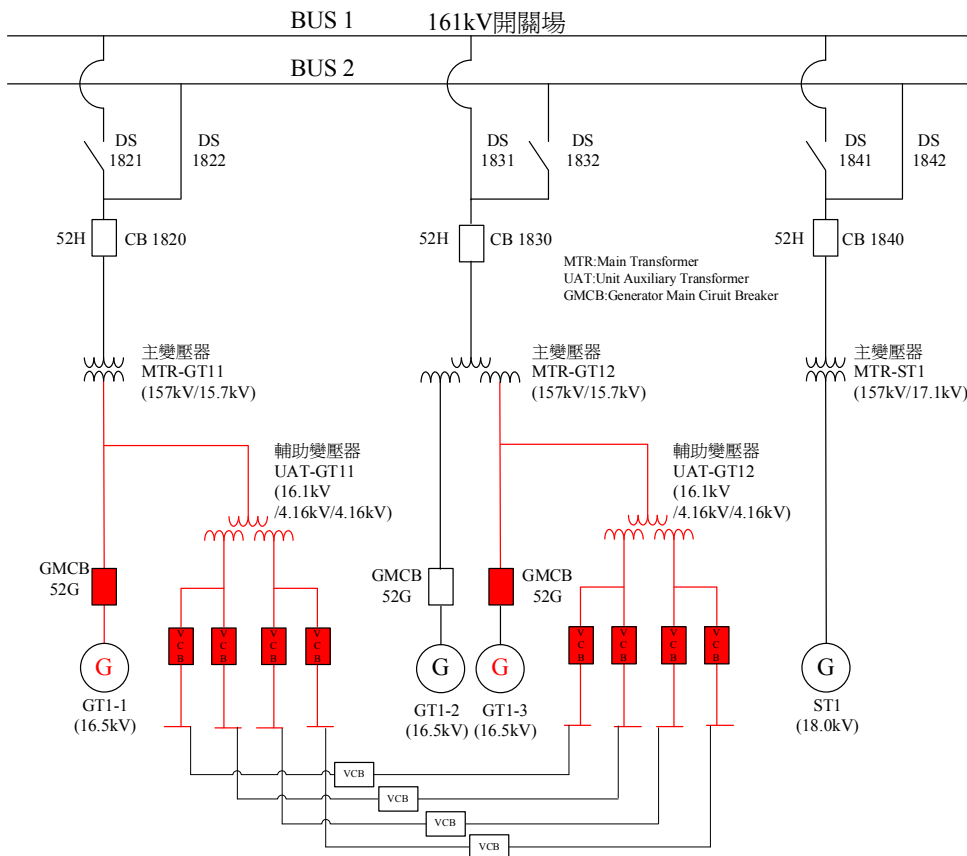 BUS 1
161kV開關場
BUS 2
DS
1821
DS
1822
DS
1831
DS
1832
DS
1841
DS
1842
52H
CB 1820
52H
CB 1830
52H
CB 1840
MTR:Main Transformer
UAT:Unit Auxiliary Transformer
GMCB:Generator Main Ciruit Breaker
主變壓器
MTR-GT11
(157kV/15.7kV)
主變壓器
MTR-GT12
(157kV/15.7kV)
主變壓器
MTR-ST1
(157kV/17.1kV)
輔助變壓器
UAT-GT11
(16.1kV
/4.16kV/4.16kV)
輔助變壓器
UAT-GT12
(16.1kV
/4.16kV/4.16kV)
GMCB
52G
GMCB
52G
GMCB
52G
VCB
VCB
VCB
VCB
VCB
VCB
VCB
VCB
G
GT1-1
(16.5kV)
G
GT1-2
(16.5kV)
G
GT1-3
(16.5kV)
G
ST1
(18.0kV)
VCB
VCB
VCB
VCB